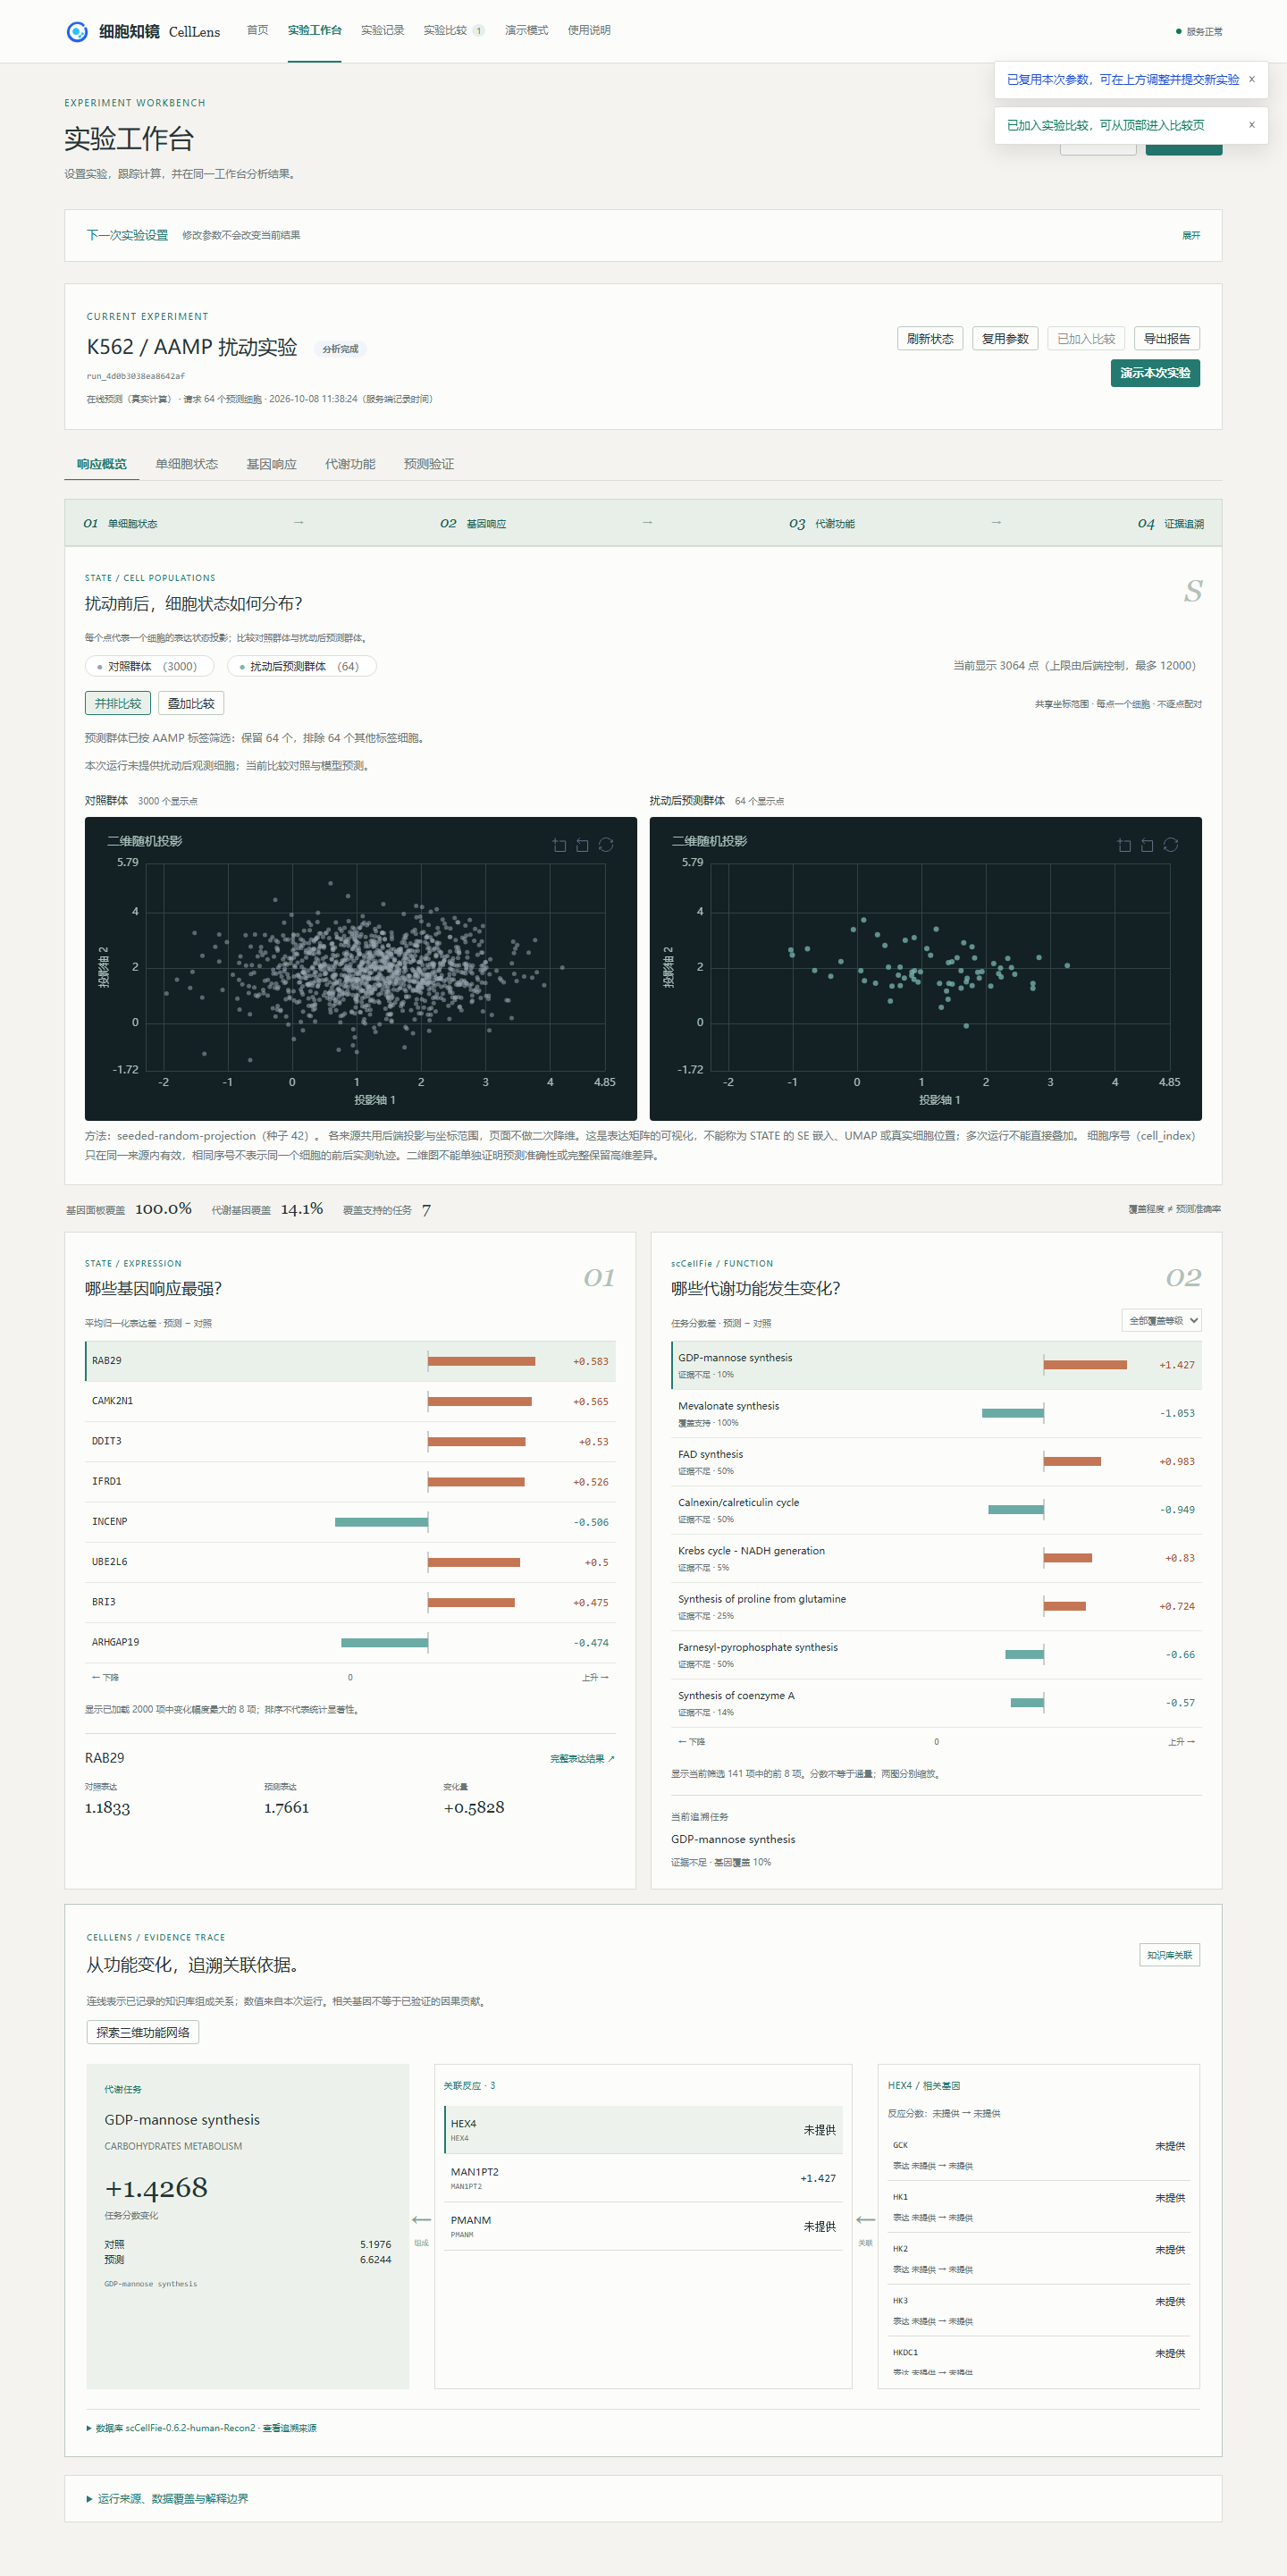 细胞知镜 CellLens 首页 实验工作台 实验记录 实验比较 1 演示模式 使用说明 服务正常
已复用本次参数，可在上方调整并提交新实验 ×
已加入实验比较，可从顶部进入比较页 ×
EXPERIMENT WORKBENCH
实验工作台
设置实验，跟踪计算，并在同一工作台分析结果。
下一次实验设置 修改参数不会改变当前结果 展开
CURRENT EXPERIMENT
K562 / AAMP 扰动实验 分析完成
run_4d0b3038ea8642af
在线预测（真实计算） · 请求 64 个预测细胞 · 2026-10-08 11:38:24（服务端记录时间）
刷新状态 复用参数 已加入比较 导出报告
演示本次实验
响应概览 单细胞状态 基因响应 代谢功能 预测验证
01 单细胞状态 → 02 基因响应 → 03 代谢功能 → 04 证据追溯
STATE / CELL POPULATIONS
扰动前后，细胞状态如何分布？ S
每个点代表一个细胞的表达状态投影；比较对照群体与扰动后预测群体。
对照群体 （3000） 扰动后预测群体 （64） 当前显示 3064 点（上限由后端控制，最多 12000）
并排比较 叠加比较 共享坐标范围 · 每点一个细胞 · 不逐点配对
预测群体已按 AAMP 标签筛选：保留 64 个，排除 64 个其他标签细胞。
本次运行未提供扰动后观测细胞；当前比较对照与模型预测。
对照群体 3000 个显示点
二维随机投影
5.79
4
2
0
-1.72
投影轴 2
-2 -1 0 1 2 3 4 4.85
投影轴 1
扰动后预测群体 64 个显示点
二维随机投影
5.79
4
2
0
-1.72
投影轴 2
-2 -1 0 1 2 3 4 4.85
投影轴 1
方法：seeded-random-projection（种子 42）。 各来源共用后端投影与坐标范围，页面不做二次降维。这是表达矩阵的可视化，不能称为 STATE 的 SE 嵌入、UMAP 或真实细胞位置；多次运行不能直接叠加。 细胞序号（cell_index）
只在同一来源内有效，相同序号不表示同一个细胞的前后实测轨迹。二维图不能单独证明预测准确性或完整保留高维差异。
基因面板覆盖 100.0% 代谢基因覆盖 14.1% 覆盖支持的任务 7 覆盖程度 ≠ 预测准确率
STATE / EXPRESSION
哪些基因响应最强？ 01
平均归一化表达差 · 预测 − 对照
RAB29 +0.583
CAMK2N1 +0.565
DDIT3 +0.53
IFRD1 +0.526
INCENP -0.506
UBE2L6 +0.5
BRI3 +0.475
ARHGAP19 -0.474
← 下降 0 上升 →
显示已加载 2000 项中变化幅度最大的 8 项；排序不代表统计显著性。
RAB29 完整表达结果 ↗
对照表达 预测表达 变化量
1.1833 1.7661 +0.5828
scCellFie / FUNCTION
哪些代谢功能发生变化？ 02
任务分数差 · 预测 − 对照 全部覆盖等级
GDP-mannose synthesis +1.427
证据不足 · 10%
Mevalonate synthesis -1.053
覆盖支持 · 100%
FAD synthesis +0.983
证据不足 · 50%
Calnexin/calreticulin cycle -0.949
证据不足 · 50%
Krebs cycle - NADH generation +0.83
证据不足 · 5%
Synthesis of proline from glutamine +0.724
证据不足 · 25%
Farnesyl-pyrophosphate synthesis -0.66
证据不足 · 50%
Synthesis of coenzyme A -0.57
证据不足 · 14%
← 下降 0 上升 →
显示当前筛选 141 项中的前 8 项。分数不等于通量；两图分别缩放。
当前追溯任务
GDP-mannose synthesis
证据不足 · 基因覆盖 10%
CELLLENS / EVIDENCE TRACE
从功能变化，追溯关联依据。 知识库关联
连线表示已记录的知识库组成关系；数值来自本次运行。相关基因不等于已验证的因果贡献。
探索三维功能网络
代谢任务
GDP-mannose synthesis
CARBOHYDRATES METABOLISM
+1.4268
任务分数变化
对照 5.1976
预测 6.6244
GDP-mannose synthesis
← 组成
关联反应 · 3
HEX4 未提供
HEX4
MAN1PT2 +1.427
MAN1PT2
PMANM 未提供
PMANM
← 关联
HEX4 / 相关基因
反应分数：未提供 → 未提供
GCK 未提供
表达 未提供 → 未提供
HK1 未提供
表达 未提供 → 未提供
HK2 未提供
表达 未提供 → 未提供
HK3 未提供
表达 未提供 → 未提供
HKDC1 未提供
表达 未提供 → 未提供
▶ 数据库 scCellFie-0.6.2-human-Recon2 · 查看追溯来源
▶ 运行来源、数据覆盖与解释边界